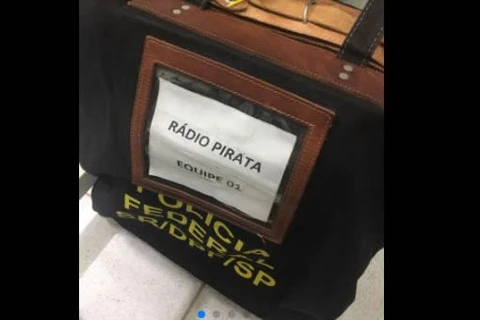 RÁDIO PIRATA
EQUIPE 01
POLÍCIA
FEDERAL
SR/DPF/SP